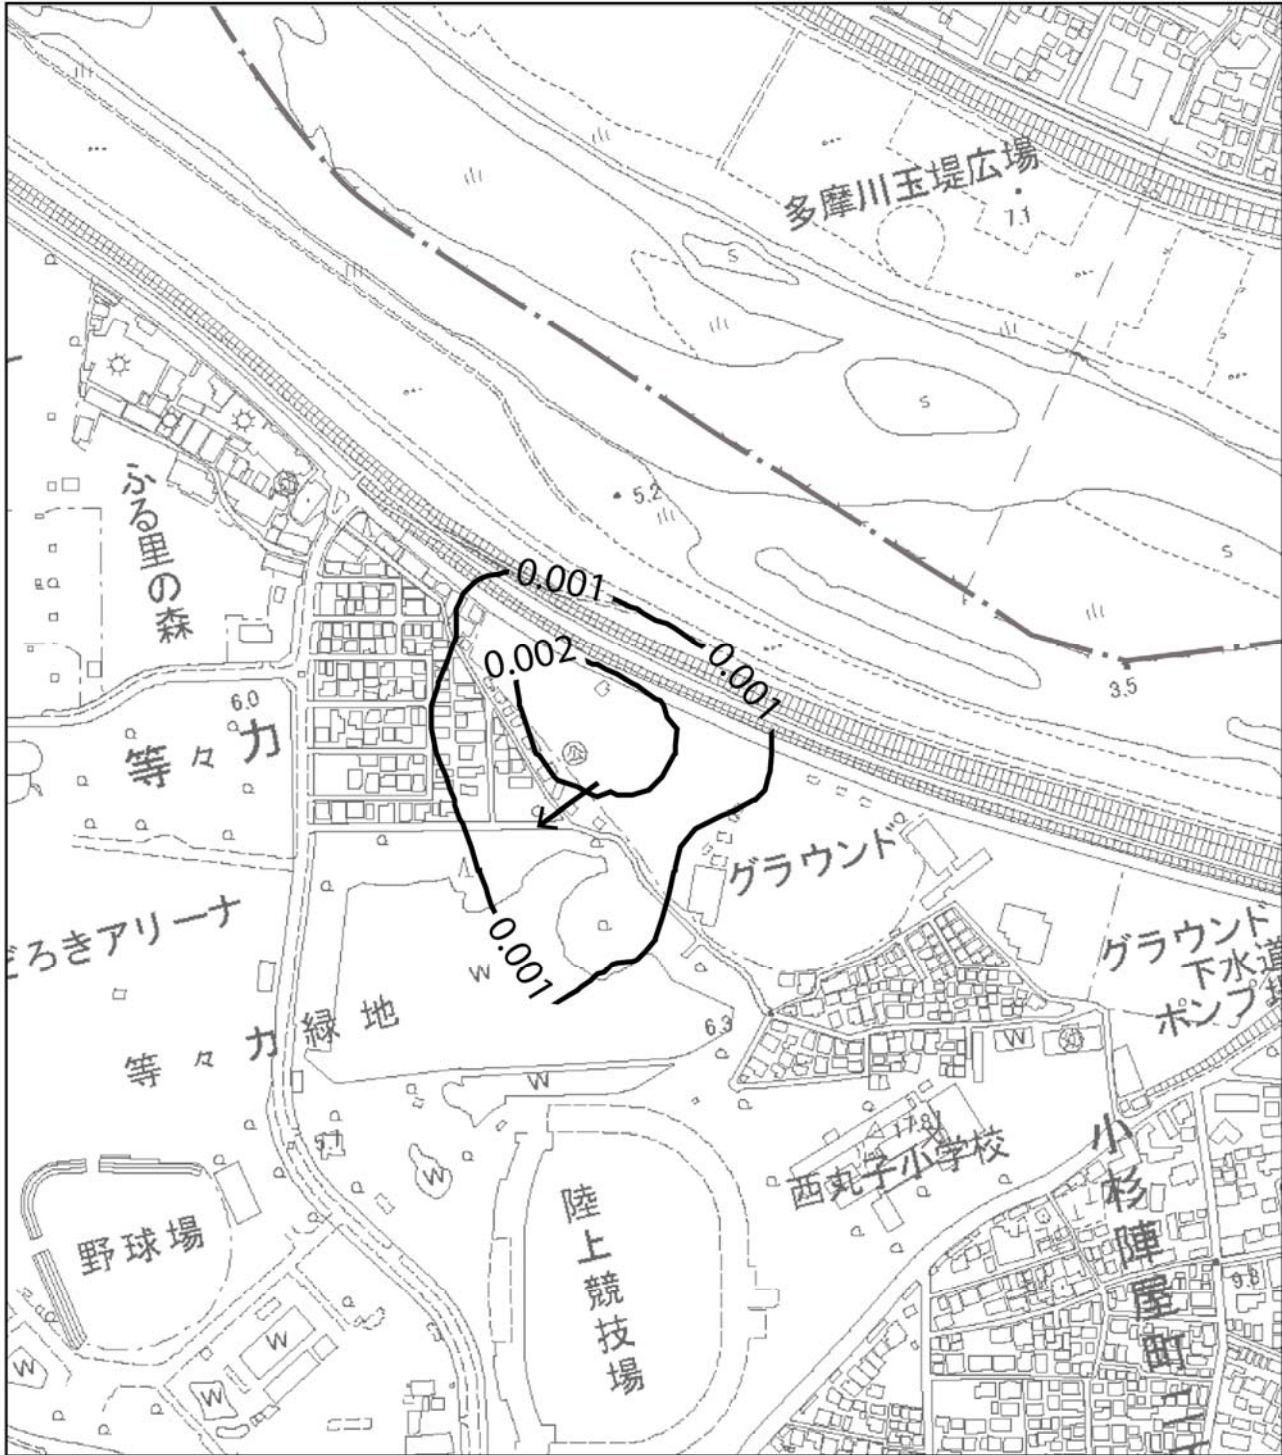 多摩川玉堤広場
7.1
S
S
5.2
S
ふる里の森
0.001
0.002
0.001
3.5
6.0
等々力
グラウンド
どろきアリーナ
0.001
W
グラウンド
下水道
ポンプ
等々力緑地
6.3
W
W
西丸子小学校
小杉陣屋町二
W
陸上競技場
野球場
9.8
W
W
W